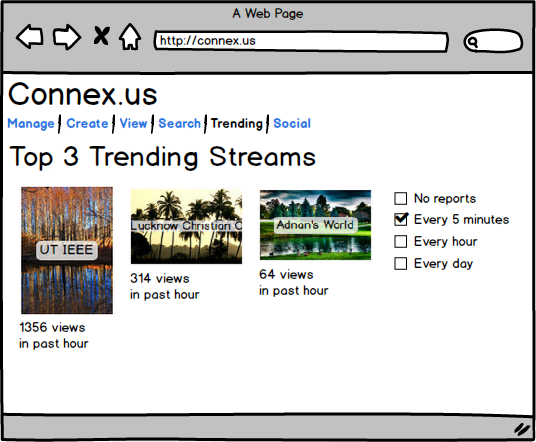 A Web Page
http://connex.us
Connex.us
Manage Create View Search Trending Social
Top 3 Trending Streams
UT IEEE
1356 views
in past hour
Lucknow Christian C
314 views
in past hour
Adnan's World
64 views
in past hour
No reports
Every 5 minutes
Every hour
Every day